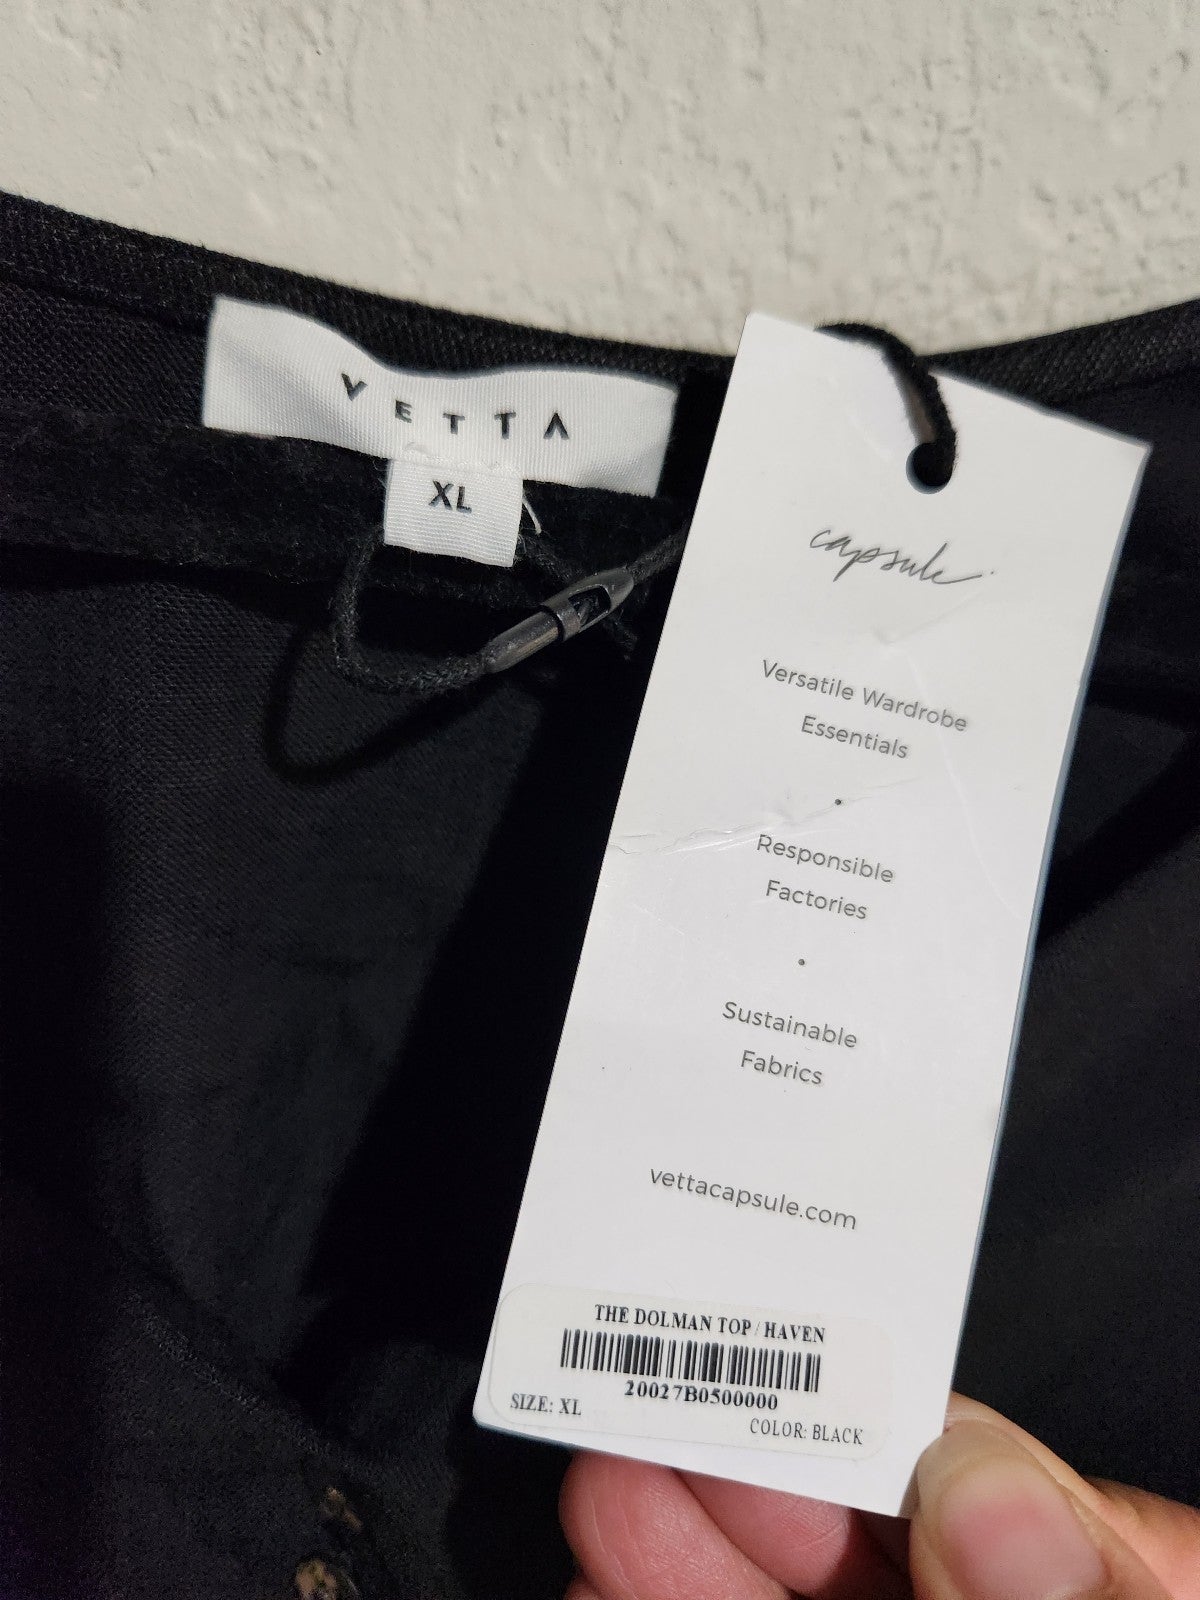 VETTA
XL
capsule
Versatile Wardrobe
Essentials
Responsible
Factories
Sustainable
Fabrics
vettacapsule.com
THE DOLMAN TOP / HAVEN
20027B0500000
SIZE: XL
COLOR: BLACK